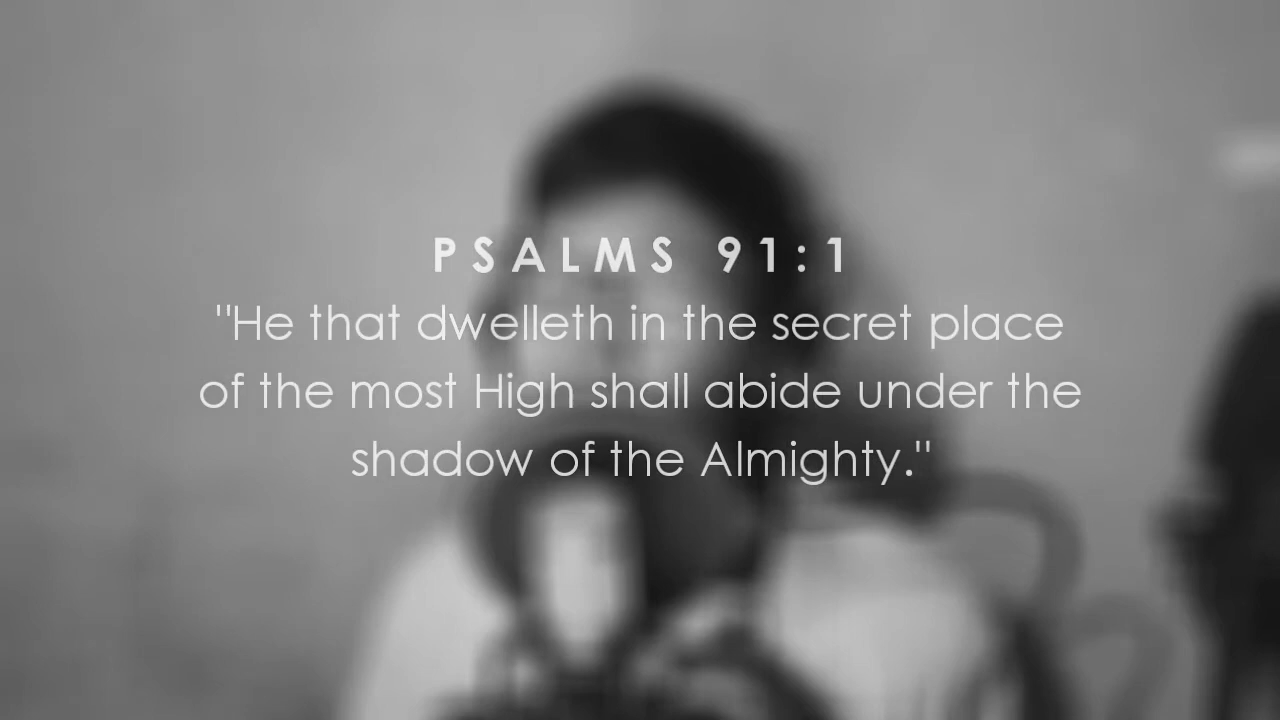 PSALMS 91:1
"He that dwelleth in the secret place
of the most High shall abide under the
shadow of the Almighty."